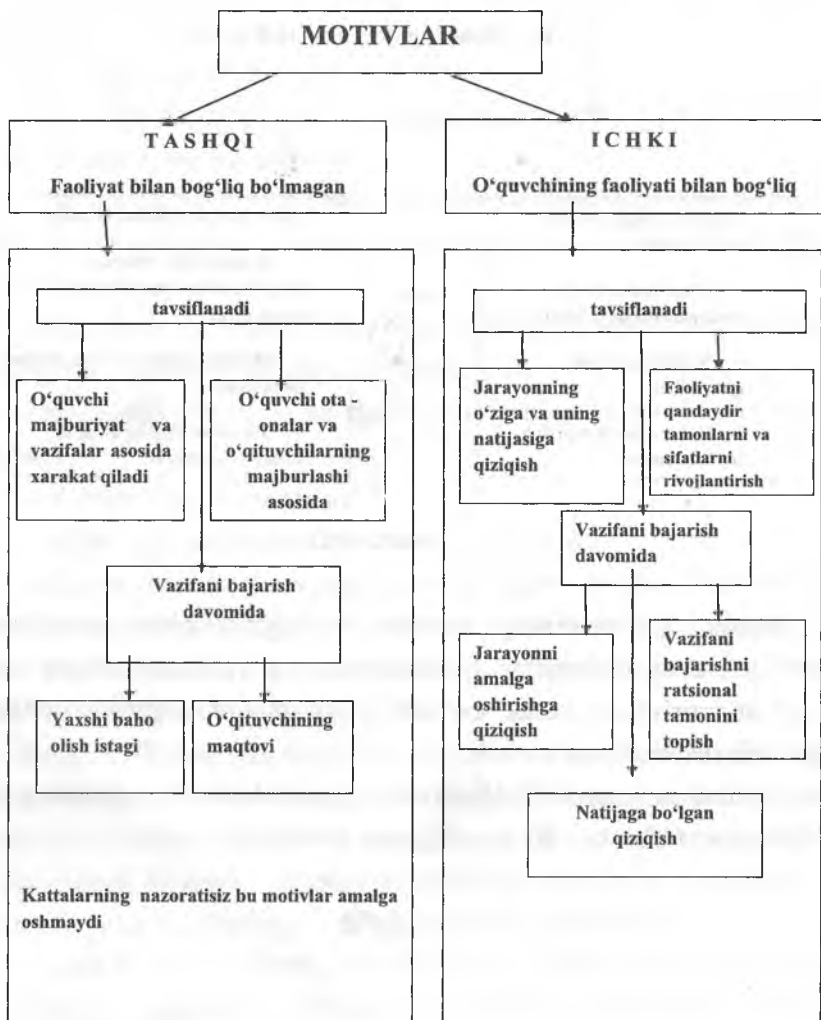 MOTIVLAR
T A S H Q I
Faoliyat bilan bog‘liq bo‘lmagan
tavsiflanadi
O‘quvchi
majburiyat va
vazifalar asosida
xarakat qiladi
O‘quvchi ota -
onalar va
o‘qituvchilarning
majburlashi
asosida
Vazifani bajarish
davomida
Yaxshi baho
olish istagi
O‘qituvchining
maqtovi
Kattalarning nazoratisiz bu motivlar amalga
oshmaydi
I C H K I
O‘quvchining faoliyati bilan bog‘liq
tavsiflanadi
Jarayonning
o‘ziga va uning
natijasiga
qiziqish
Faoliyatni
qandaydir
tamonlarni va
sifatlarni
rivojlantirish
Vazifani bajarish
davomida
Jarayonni
amalga
oshirishga
qiziqish
Vazifani
bajarishni
ratsional
tamonini
topish
Natijaga bo‘lgan
qiziqish